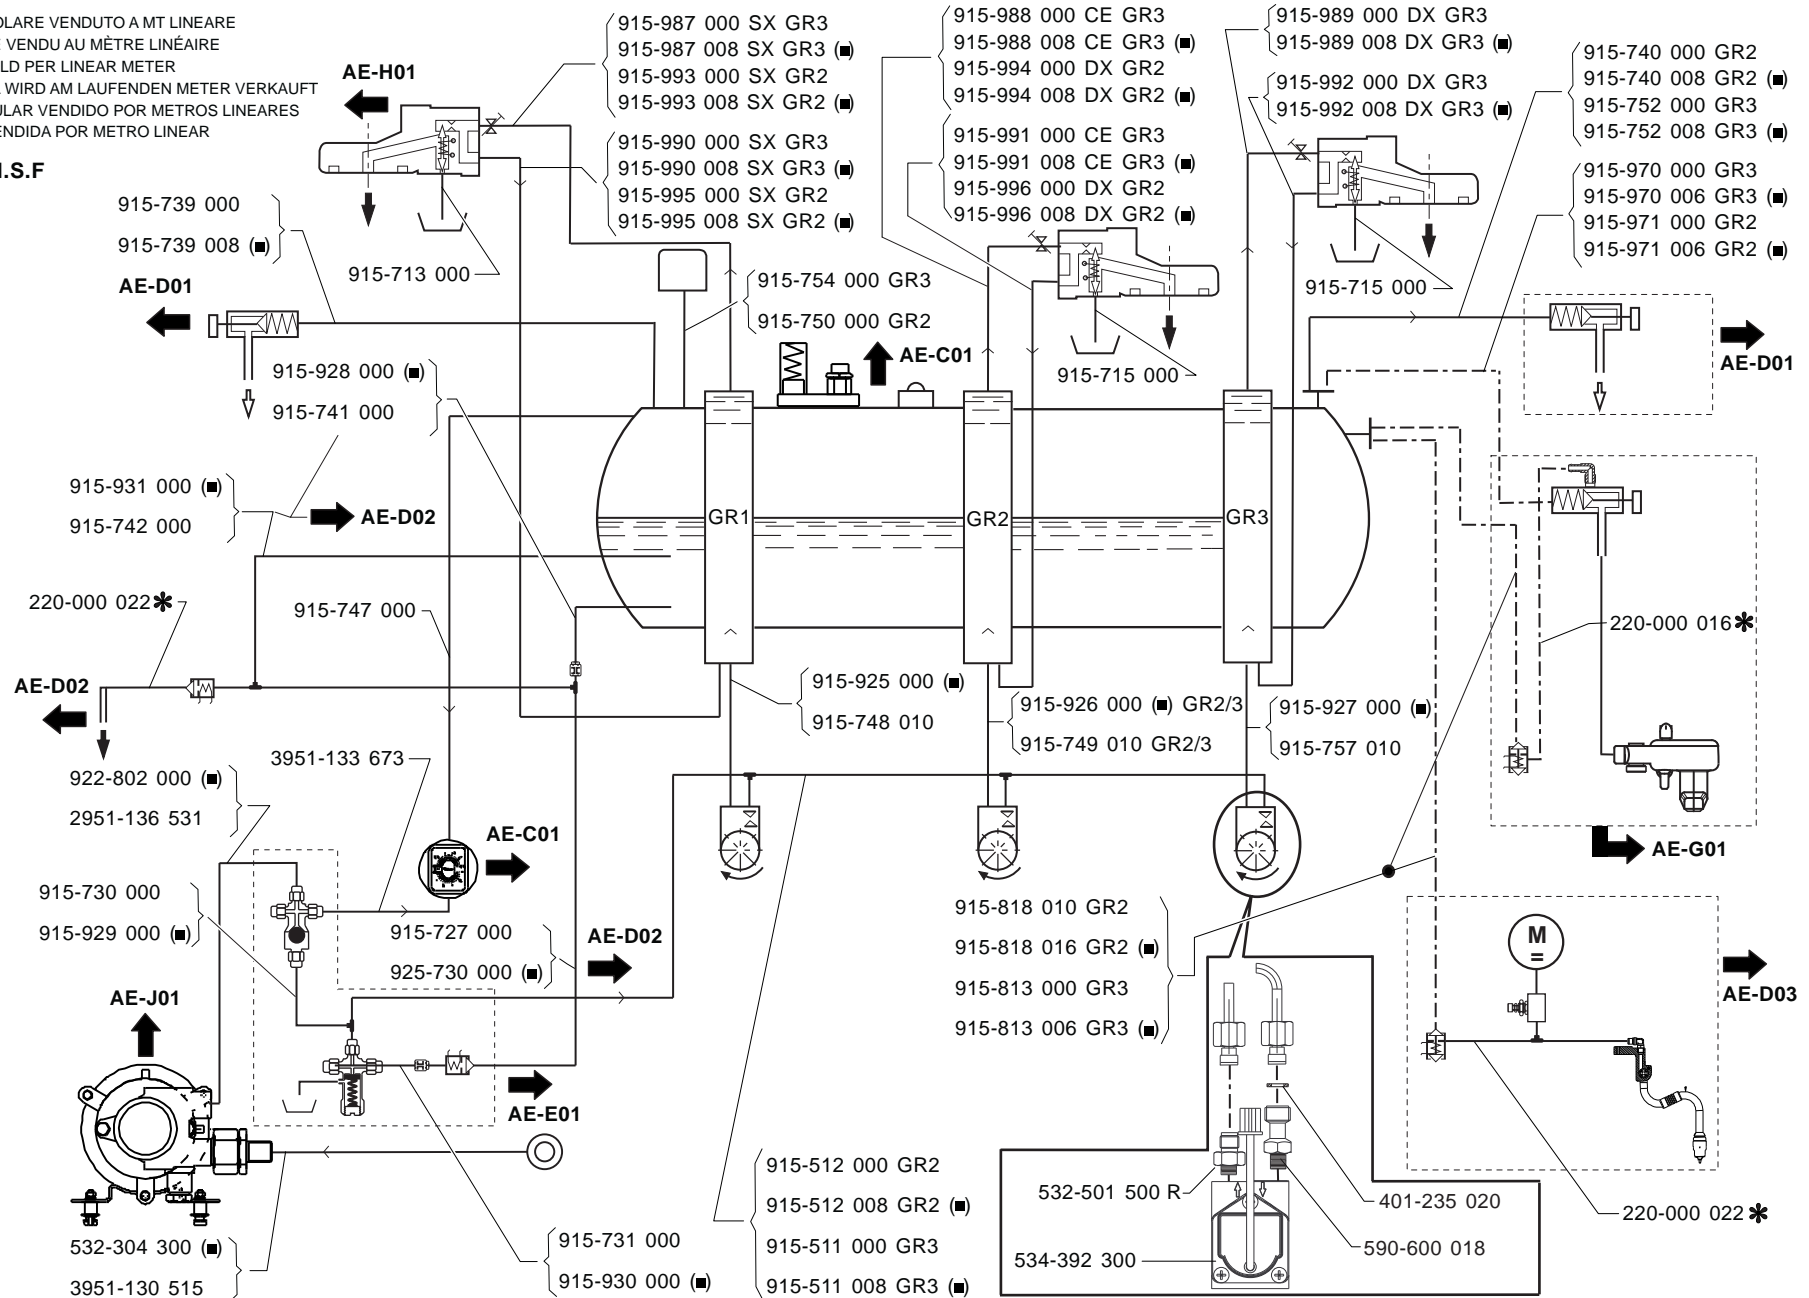 OLARE VENDUTO A MT LINEARE
VENDU AU MÈTRE LINÉAIRE
LD PER LINEAR METER
WIRD AM LAUFENDEN METER VERKAUFT
ULAR VENDIDO POR METROS LINEARES
ENDIDA POR METRO LINEAR
.S.F
AE-H01
915-987 000 SX GR3
915-987 008 SX GR3 (■)
915-993 000 SX GR2
915-993 008 SX GR2 (■)
915-990 000 SX GR3
915-990 008 SX GR3 (■)
915-995 000 SX GR2
915-995 008 SX GR2 (■)
915-988 000 CE GR3
915-988 008 CE GR3 (■)
915-994 000 DX GR2
915-994 008 DX GR2 (■)
915-991 000 CE GR3
915-991 008 CE GR3 (■)
915-996 000 DX GR2
915-996 008 DX GR2 (■)
915-989 000 DX GR3
915-989 008 DX GR3 (■)
915-992 000 DX GR3
915-992 008 DX GR3 (■)
915-740 000 GR2
915-740 008 GR2 (■)
915-752 000 GR3
915-752 008 GR3 (■)
915-970 000 GR3
915-970 006 GR3 (■)
915-971 000 GR2
915-971 006 GR2 (■)
915-739 000
915-739 008 (■)
AE-D01
915-713 000
915-754 000 GR3
915-750 000 GR2
AE-C01
915-715 000
915-715 000
AE-D01
915-928 000 (■)
915-741 000
915-931 000 (■)
915-742 000
AE-D02
GR1
GR2
GR3
220-000 022✱
915-747 000
220-000 016✱
AE-D02
915-925 000 (■)
915-748 010
915-926 000 (■) GR2/3
915-749 010 GR2/3
915-927 000 (■)
915-757 010
3951-133 673
922-802 000 (■)
2951-136 531
AE-C01
AE-G01
915-730 000
915-929 000 (■)
915-727 000
925-730 000 (■)
AE-D02
915-818 010 GR2
915-818 016 GR2 (■)
915-813 000 GR3
915-813 006 GR3 (■)
M
=
AE-D03
AE-J01
AE-E01
532-304 300 (■)
3951-130 515
915-731 000
915-930 000 (■)
915-512 000 GR2
915-512 008 GR2 (■)
915-511 000 GR3
915-511 008 GR3 (■)
532-501 500 R
534-392 300
401-235 020
590-600 018
220-000 022✱